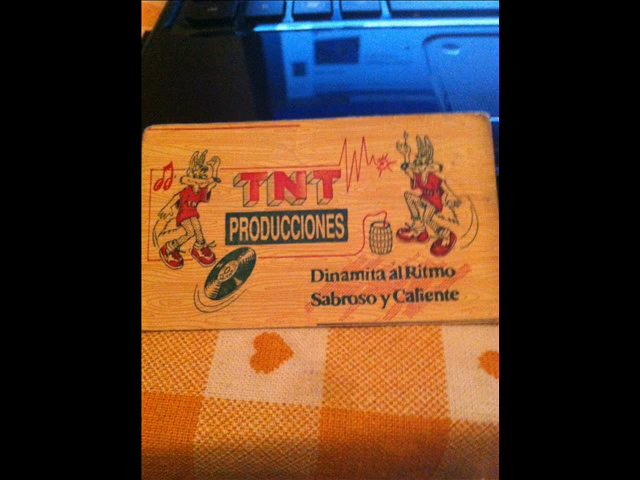 TNT
PRODUCCIONES
Dinamita al Ritmo
Sabroso y Caliente